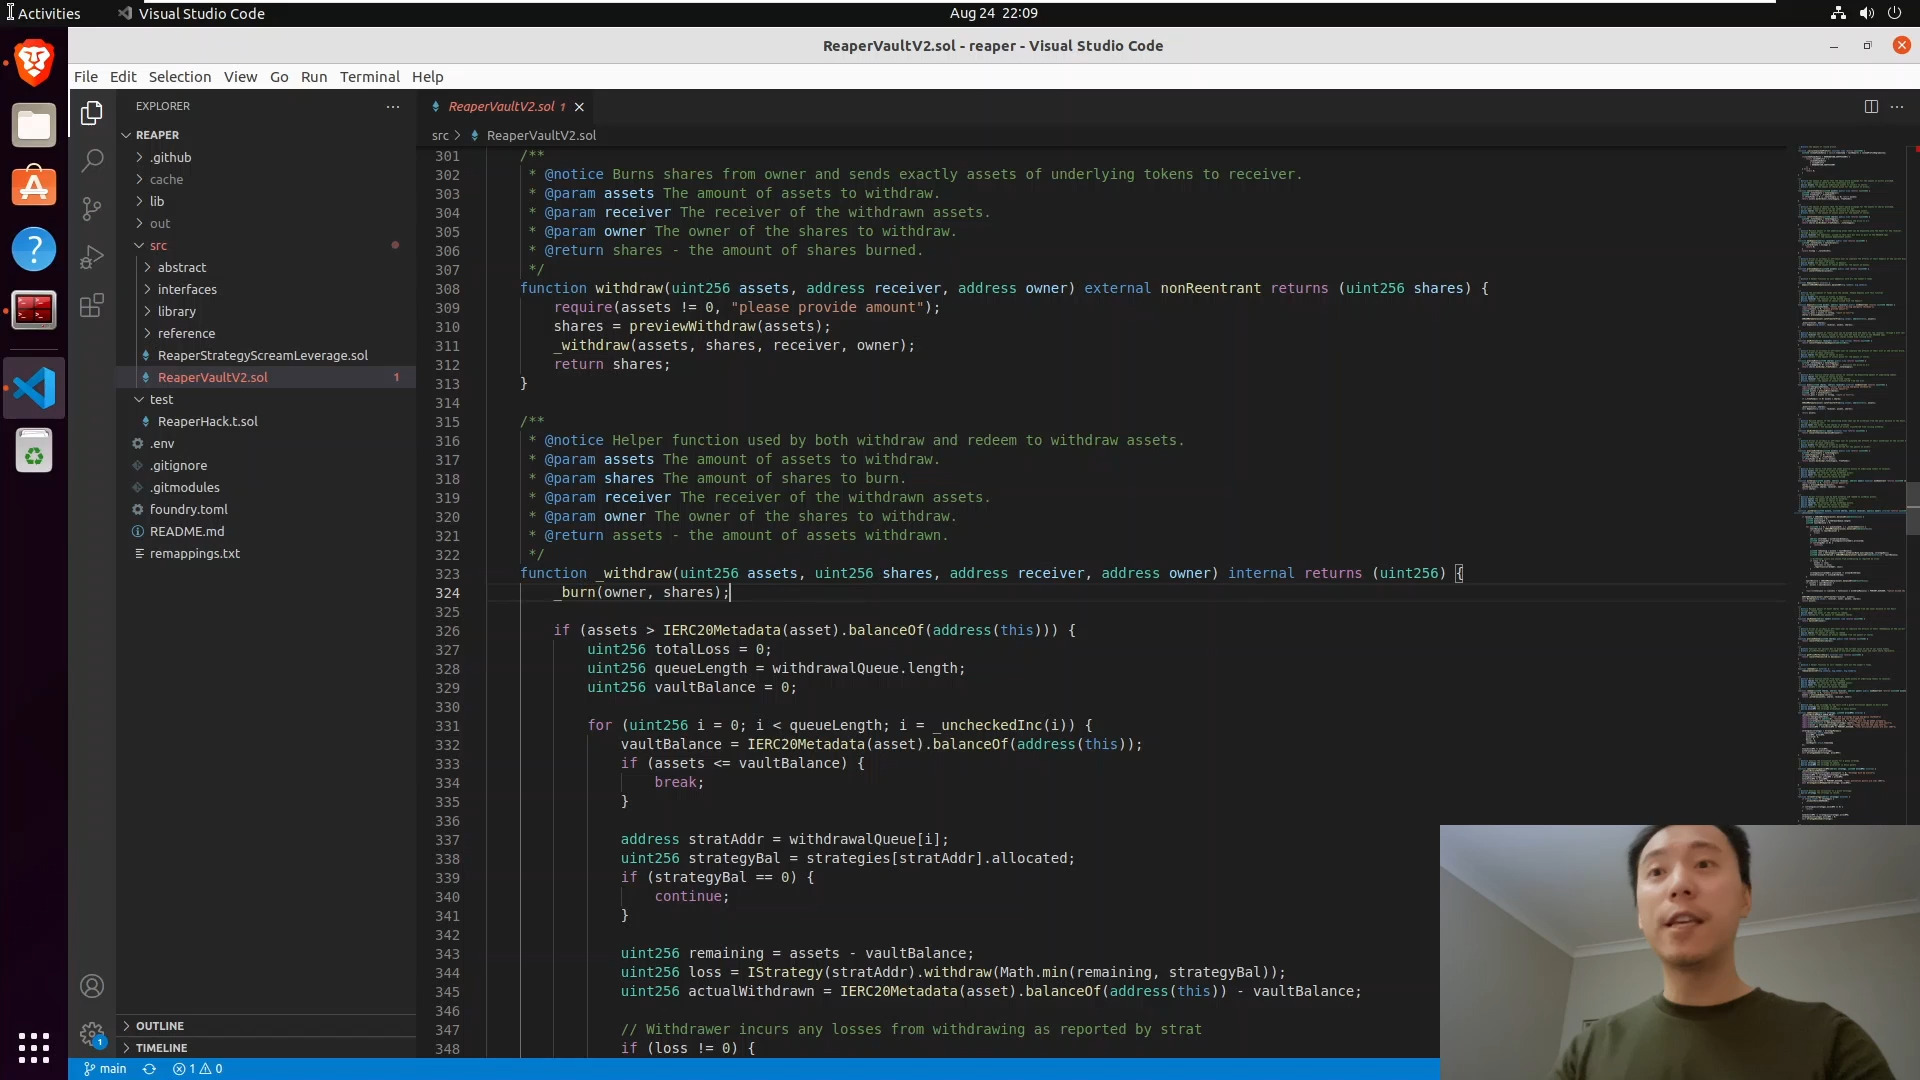 Activities
Visual Studio Code
Aug 24 22:09
ReaperVaultV2.sol - reaper - Visual Studio Code
File Edit Selection View Go Run Terminal Help
EXPLORER
REAPER
.github
cache
lib
out
src
abstract
interfaces
library
reference
ReaperStrategyScreamLeverage.sol
ReaperVaultV2.sol 1
test
ReaperHack.t.sol
.env
.gitignore
.gitmodules
foundry.toml
README.md
remappings.txt
OUTLINE
TIMELINE
ReaperVaultV2.sol 1
src > ReaperVaultV2.sol
301 /**
302 * @notice Burns shares from owner and sends exactly assets of underlying tokens to receiver.
303 * @param assets The amount of assets to withdraw.
304 * @param receiver The receiver of the withdrawn assets.
305 * @param owner The owner of the shares to withdraw.
306 * @return shares - the amount of shares burned.
307 */
308 function withdraw(uint256 assets, address receiver, address owner) external nonReentrant returns (uint256 shares) {
309 require(assets != 0, "please provide amount");
310 shares = previewWithdraw(assets);
311 _withdraw(assets, shares, receiver, owner);
312 return shares;
313 }
314
315 /**
316 * @notice Helper function used by both withdraw and redeem to withdraw assets.
317 * @param assets The amount of assets to withdraw.
318 * @param shares The amount of shares to burn.
319 * @param receiver The receiver of the withdrawn assets.
320 * @param owner The owner of the shares to withdraw.
321 * @return assets - the amount of assets withdrawn.
322 */
323 function _withdraw(uint256 assets, uint256 shares, address receiver, address owner) internal returns (uint256) {
324 _burn(owner, shares);
325
326 if (assets > IERC20Metadata(asset).balanceOf(address(this))) {
327 uint256 totalLoss = 0;
328 uint256 queueLength = withdrawalQueue.length;
329 uint256 vaultBalance = 0;
330
331 for (uint256 i = 0; i < queueLength; i = _uncheckedInc(i)) {
332 vaultBalance = IERC20Metadata(asset).balanceOf(address(this));
333 if (assets <= vaultBalance) {
334 break;
335 }
336
337 address stratAddr = withdrawalQueue[i];
338 uint256 strategyBal = strategies[stratAddr].allocated;
339 if (strategyBal == 0) {
340 continue;
341 }
342
343 uint256 remaining = assets - vaultBalance;
344 uint256 loss = IStrategy(stratAddr).withdraw(Math.min(remaining, strategyBal));
345 uint256 actualWithdrawn = IERC20Metadata(asset).balanceOf(address(this)) - vaultBalance;
346
347 // Withdrawer incurs any losses from withdrawing as reported by strat
348 if (loss != 0) {
1
main 1 0